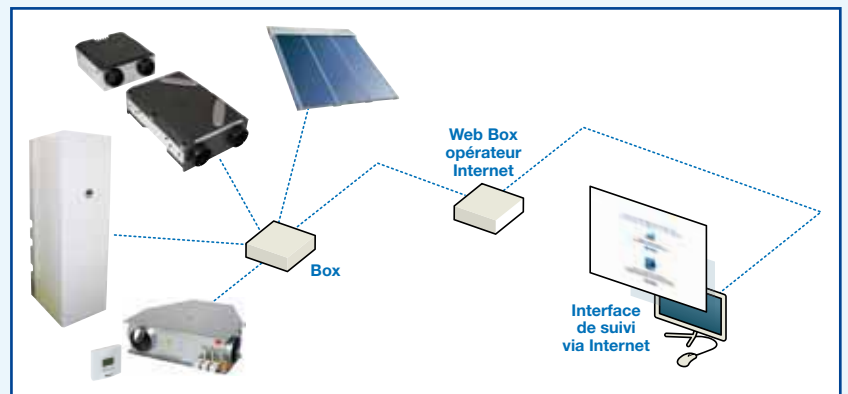 Web Box
opérateur
Internet
Box
Interface
de suivi
via Internet